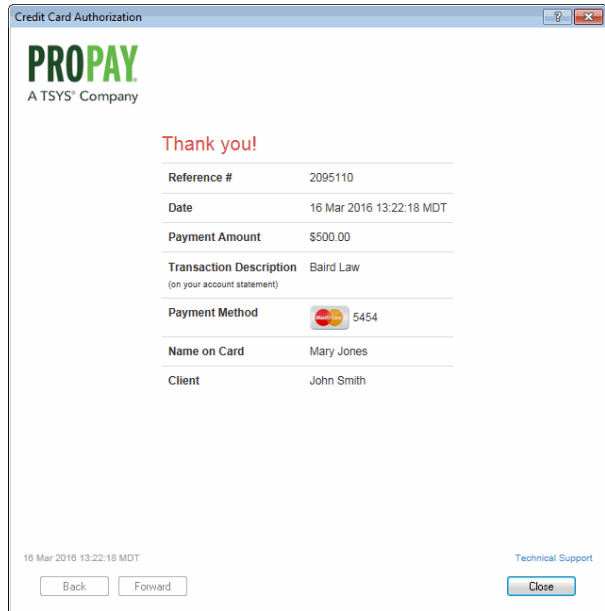 Credit Card Authorization
PROPAY.
A TSYS® Company
Thank you!
Reference # 2095110
Date 16 Mar 2016 13:22:18 MDT
Payment Amount $500.00
Transaction Description Baird Law
(on your account statement)
Payment Method MasterCard 5454
Name on Card Mary Jones
Client John Smith
16 Mar 2016 13:22:18 MDT Technical Support
Back Forward Close